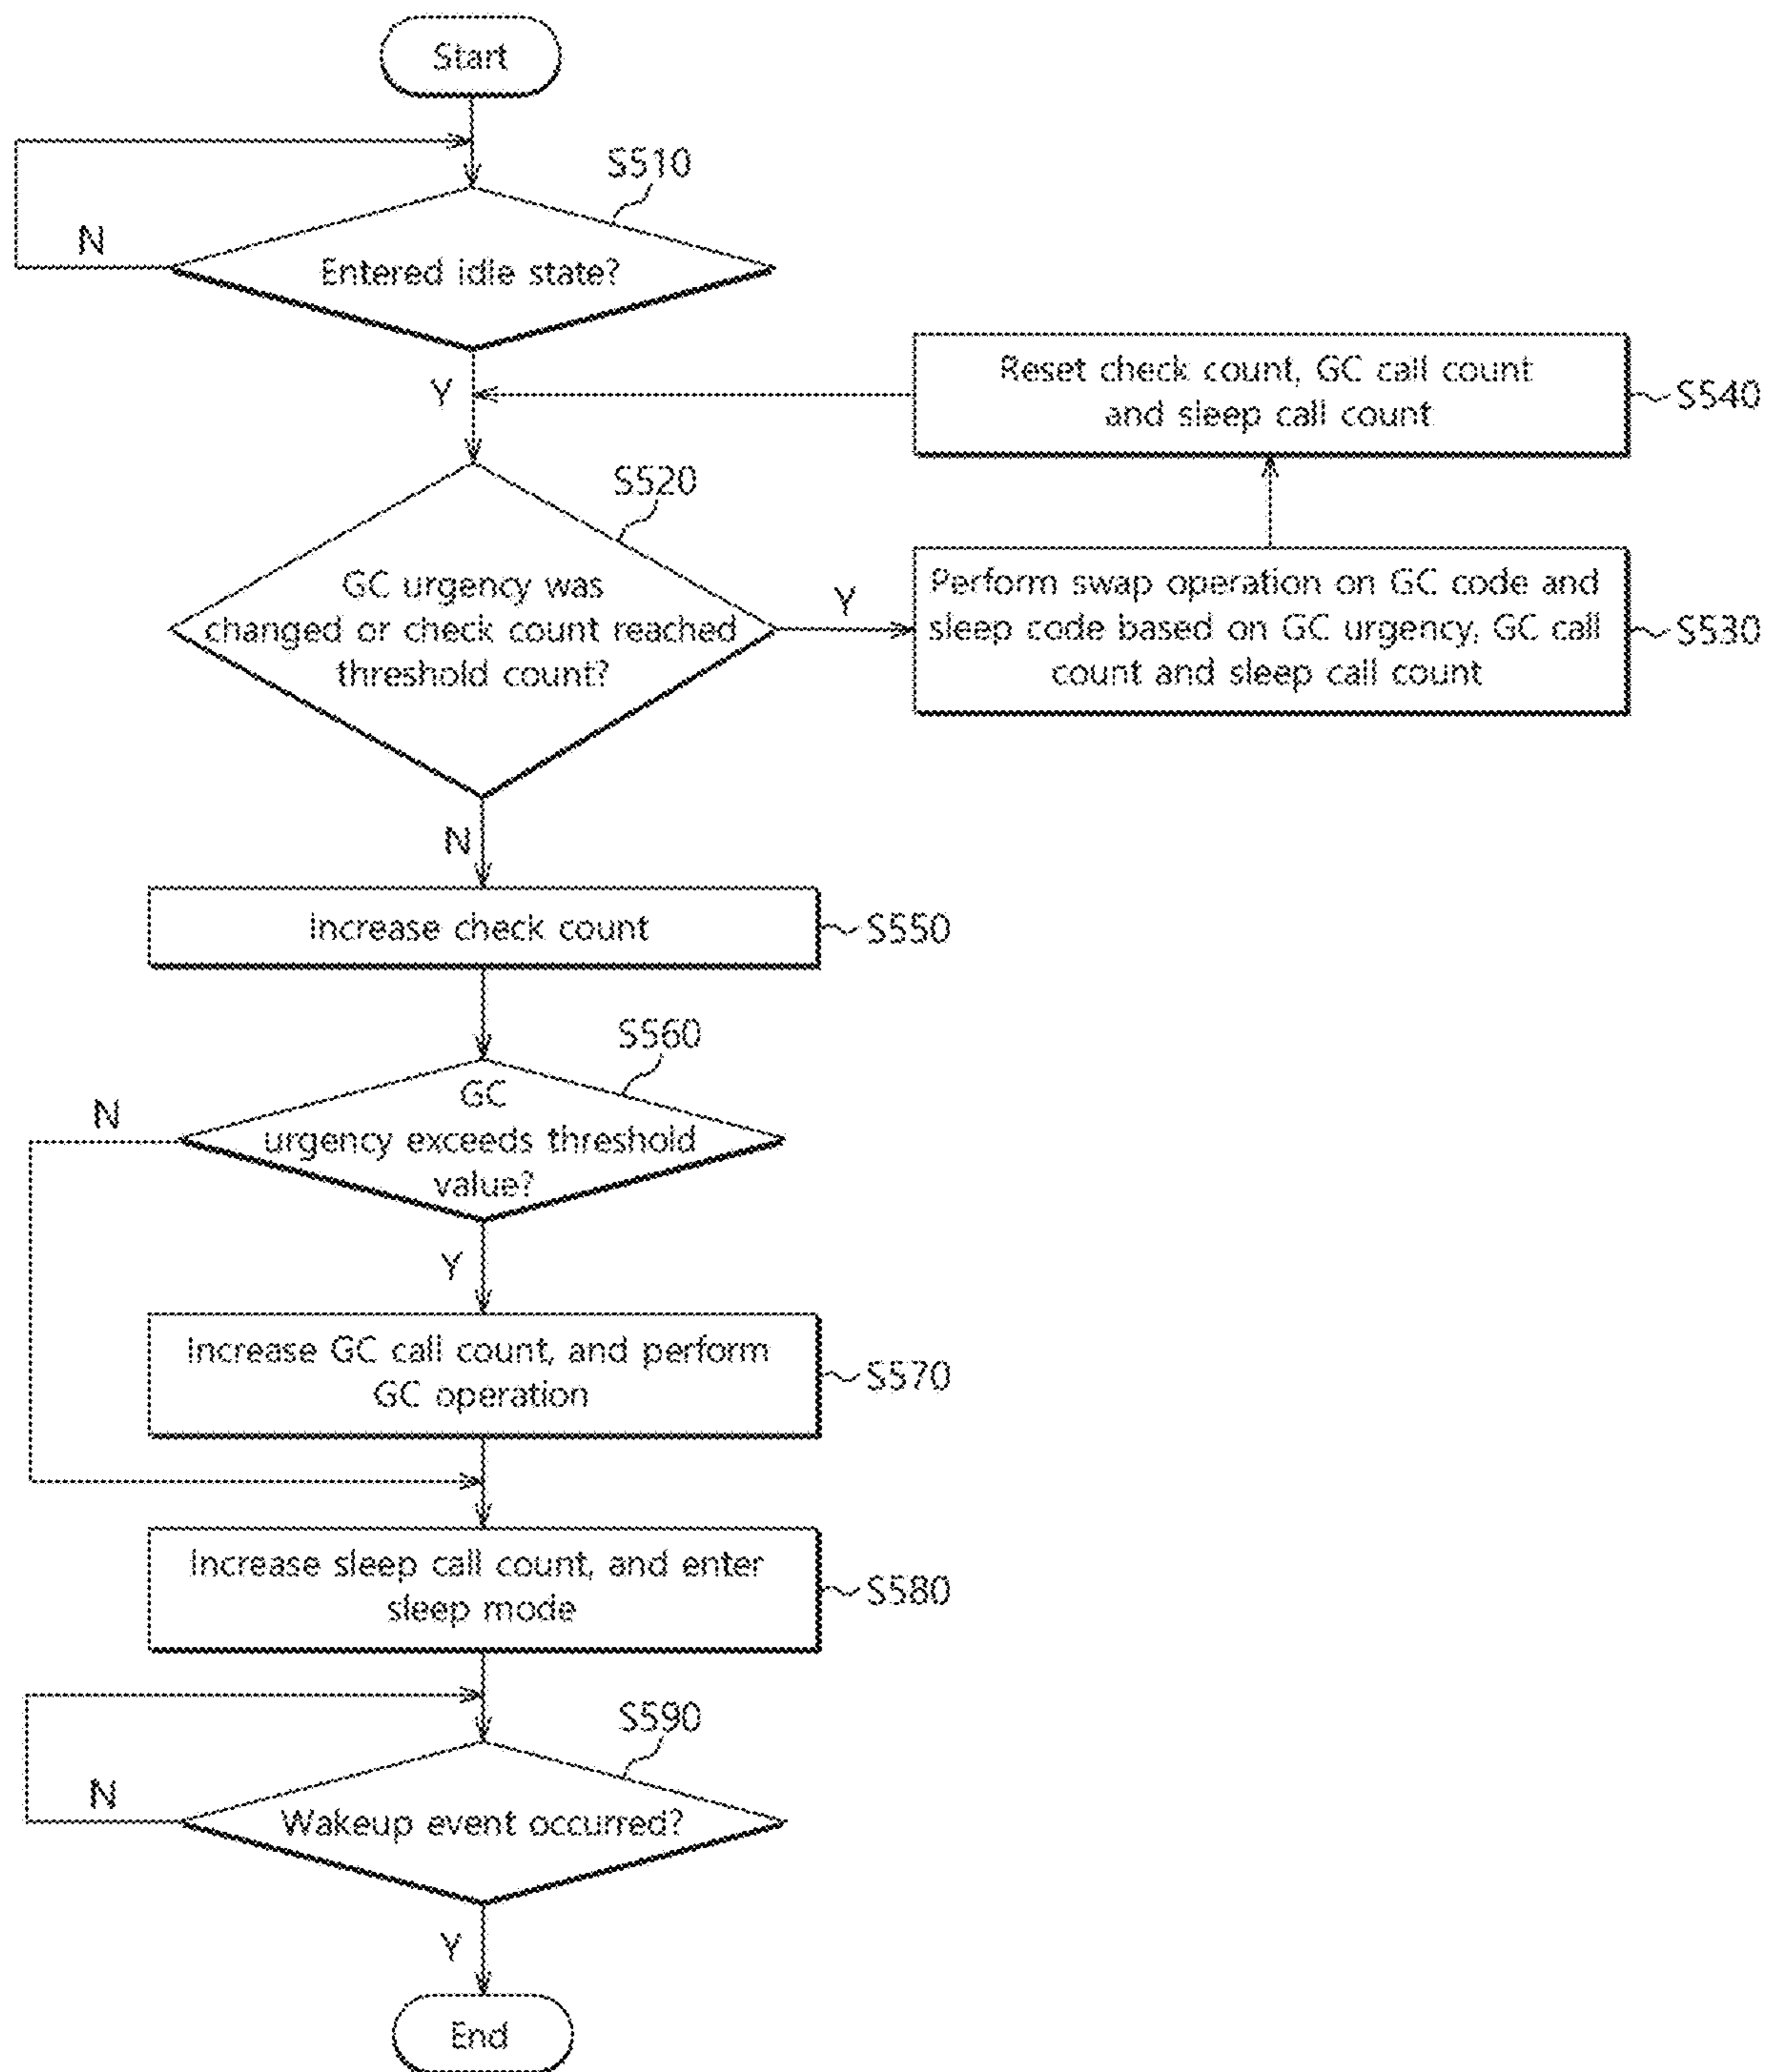 Start
S510
N
Entered idle state?
Y
Reset check count, GC call count
and sleep call count
S540
S520
GC urgency was
changed or check count reached
threshold count?
Y
Perform swap operation on GC code and
sleep code based on GC urgency, GC call
count and sleep call count
S530
N
Increase check count
S550
S560
N
GC
urgency exceeds threshold
value?
Y
Increase GC call count, and perform
GC operation
S570
Increase sleep call count, and enter
sleep mode
S580
S590
N
Wakeup event occurred?
Y
End